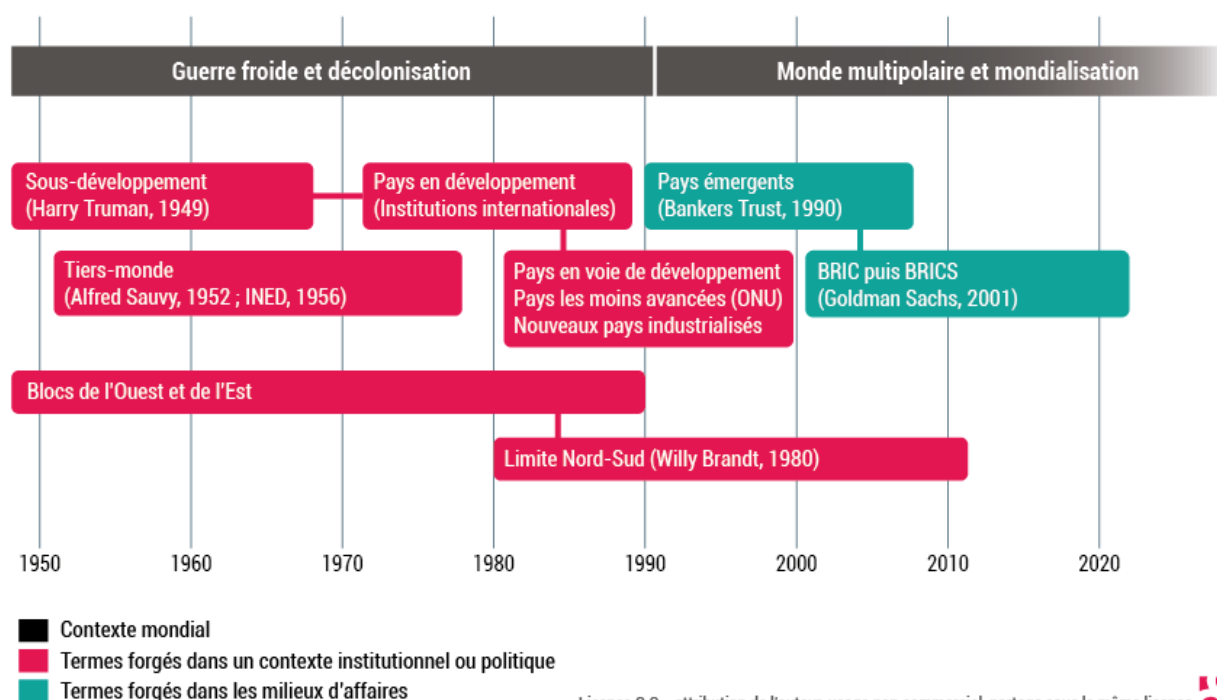 Guerre froide et décolonisation
Monde multipolaire et mondialisation
Sous-développement
(Harry Truman, 1949)
Pays en développement
(Institutions internationales)
Pays émergents
(Bankers Trust, 1990)
Tiers-monde
(Alfred Sauvy, 1952 ; INED, 1956)
Pays en voie de développement
Pays les moins avancées (ONU)
Nouveaux pays industrialisés
BRIC puis BRICS
(Goldman Sachs, 2001)
Blocs de l'Ouest et de l'Est
Limite Nord-Sud (Willy Brandt, 1980)
1950
1960
1970
1980
1990
2000
2010
2020
Contexte mondial
Termes forgés dans un contexte institutionnel ou politique
Termes forgés dans les milieux d'affaires